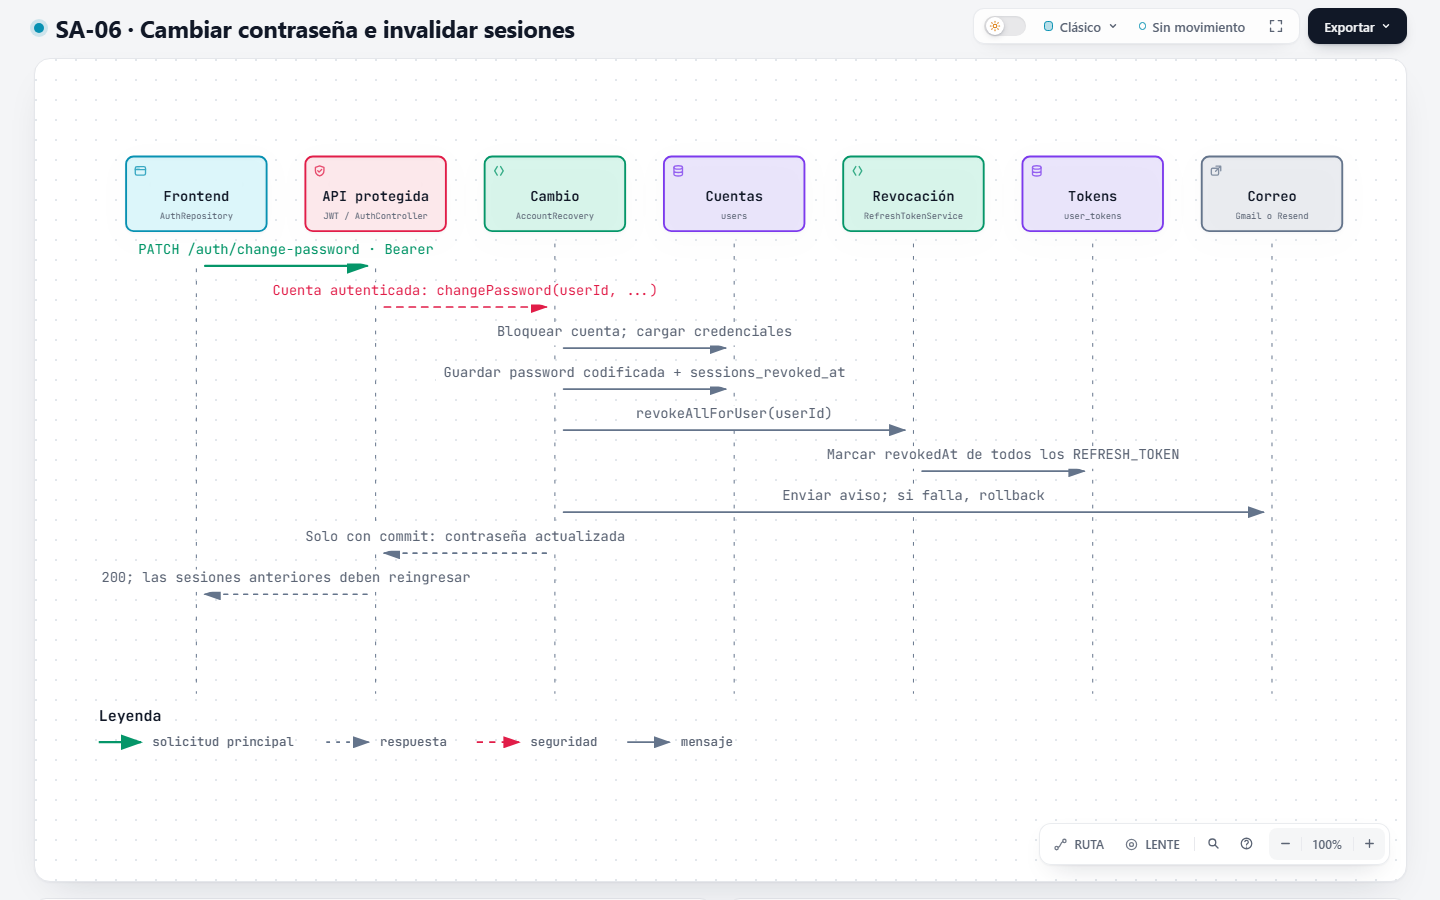 SA-06 · Cambiar contraseña e invalidar sesiones
Clásico
Sin movimiento
Exportar
Frontend
AuthRepository
API protegida
JWT / AuthController
Cambio
AccountRecovery
Cuentas
users
Revocación
RefreshTokenService
Tokens
user_tokens
Correo
Gmail o Resend
PATCH /auth/change-password · Bearer
Cuenta autenticada: changePassword(userId, ...)
Bloquear cuenta; cargar credenciales
Guardar password codificada + sessions_revoked_at
revokeAllForUser(userId)
Marcar revokedAt de todos los REFRESH_TOKEN
Enviar aviso; si falla, rollback
Solo con commit: contraseña actualizada
200; las sesiones anteriores deben reingresar
Leyenda
solicitud principal
respuesta
seguridad
mensaje
RUTA
LENTE
100%